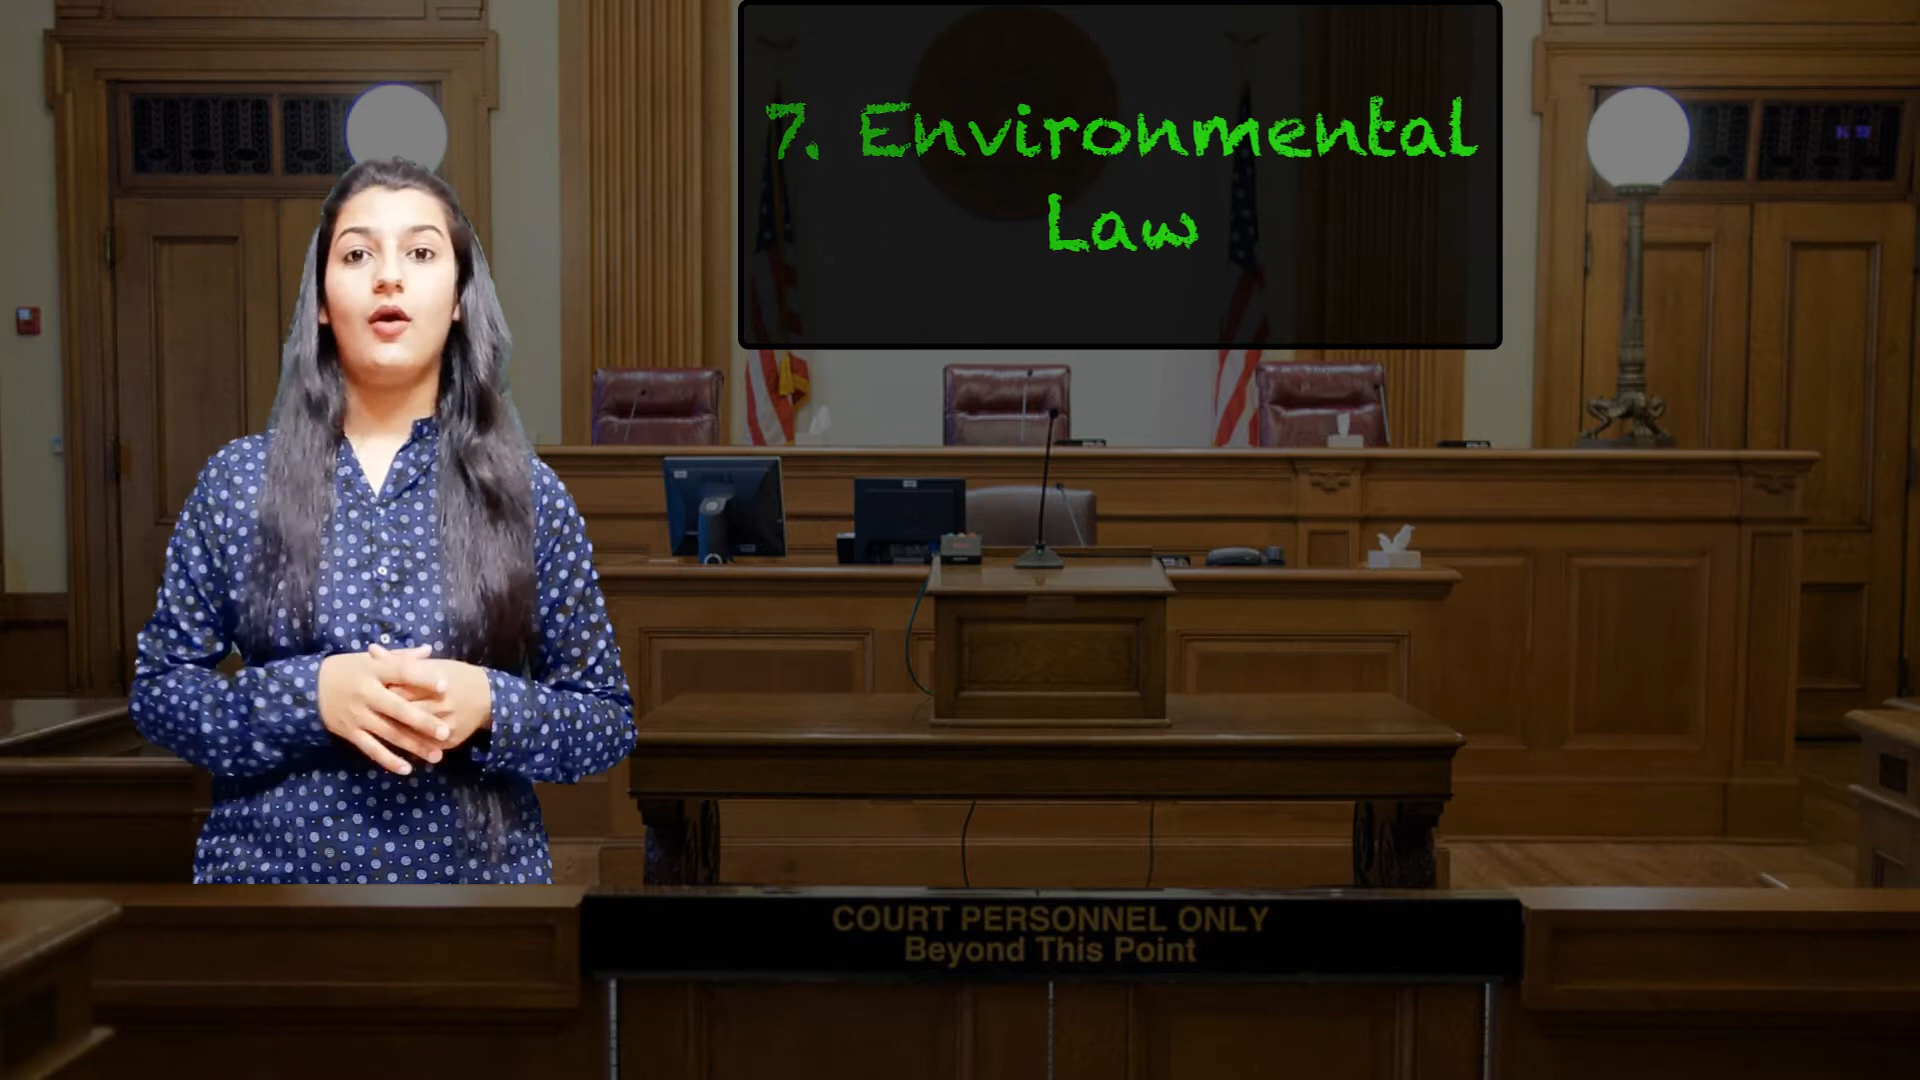 7. Environmental
Law
COURT PERSONNEL ONLY
Beyond This Point